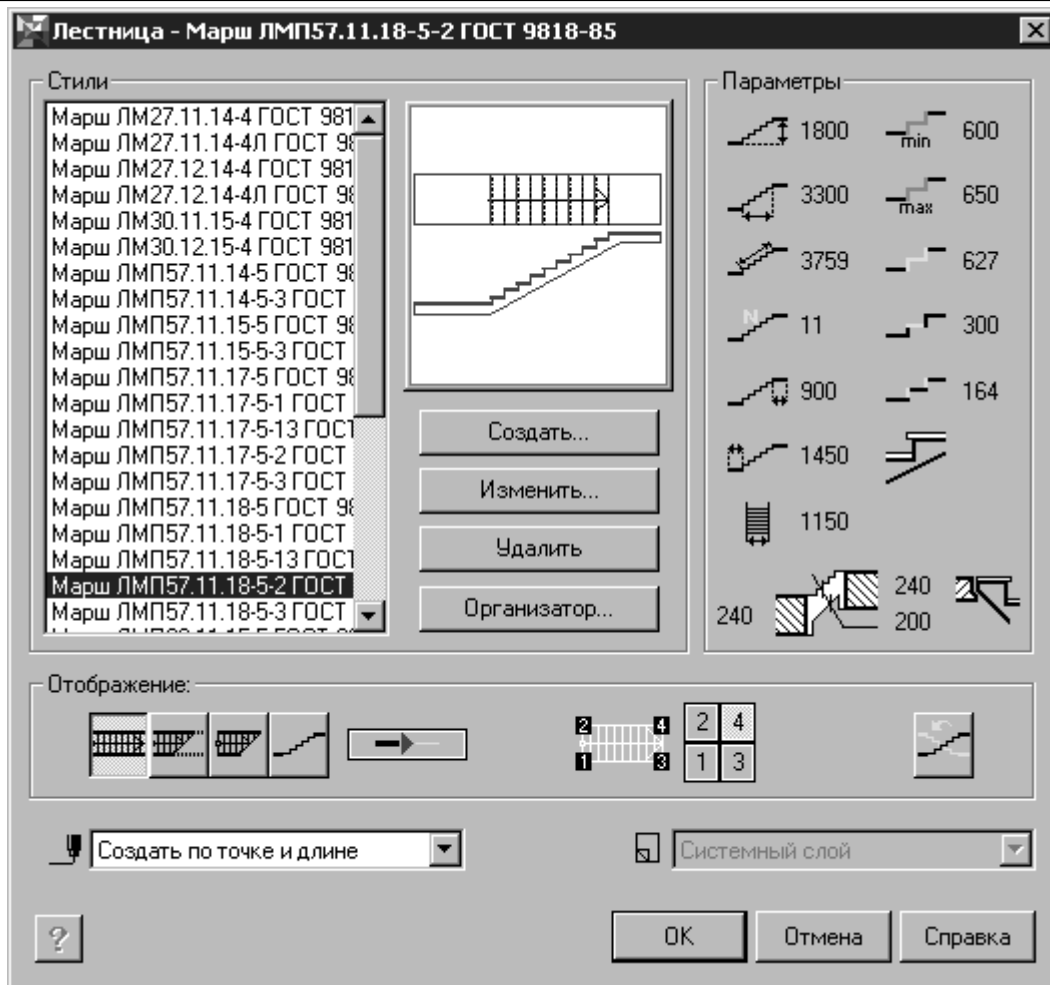 Лестница - Марш ЛМП57.11.18-5-2 ГОСТ 9818-85
Стили
Марш ЛМ27.11.14-4 ГОСТ 981
Марш ЛМ27.11.14-4Л ГОСТ 98
Марш ЛМ27.12.14-4 ГОСТ 981
Марш ЛМ27.12.14-4Л ГОСТ 98
Марш ЛМ30.11.15-4 ГОСТ 981
Марш ЛМ30.12.15-4 ГОСТ 981
Марш ЛМП57.11.14-5 ГОСТ 98
Марш ЛМП57.11.14-5-3 ГОСТ
Марш ЛМП57.11.15-5 ГОСТ 98
Марш ЛМП57.11.15-5-3 ГОСТ
Марш ЛМП57.11.17-5 ГОСТ 98
Марш ЛМП57.11.17-5-1 ГОСТ
Марш ЛМП57.11.17-5-13 ГОСТ
Марш ЛМП57.11.17-5-2 ГОСТ
Марш ЛМП57.11.17-5-3 ГОСТ
Марш ЛМП57.11.18-5 ГОСТ 98
Марш ЛМП57.11.18-5-1 ГОСТ
Марш ЛМП57.11.18-5-13 ГОСТ
Марш ЛМП57.11.18-5-2 ГОСТ
Марш ЛМП57.11.18-5-3 ГОСТ
Создать...
Изменить...
Удалить
Организатор...
Параметры
1800 min 600
3300 max 650
3759 627
N 11 300
900 164
1450
1150
240 240
200
Отображение:
2 4
1 3
2 4
1 3
Создать по точке и длине
Системный слой
?
OK Отмена Справка